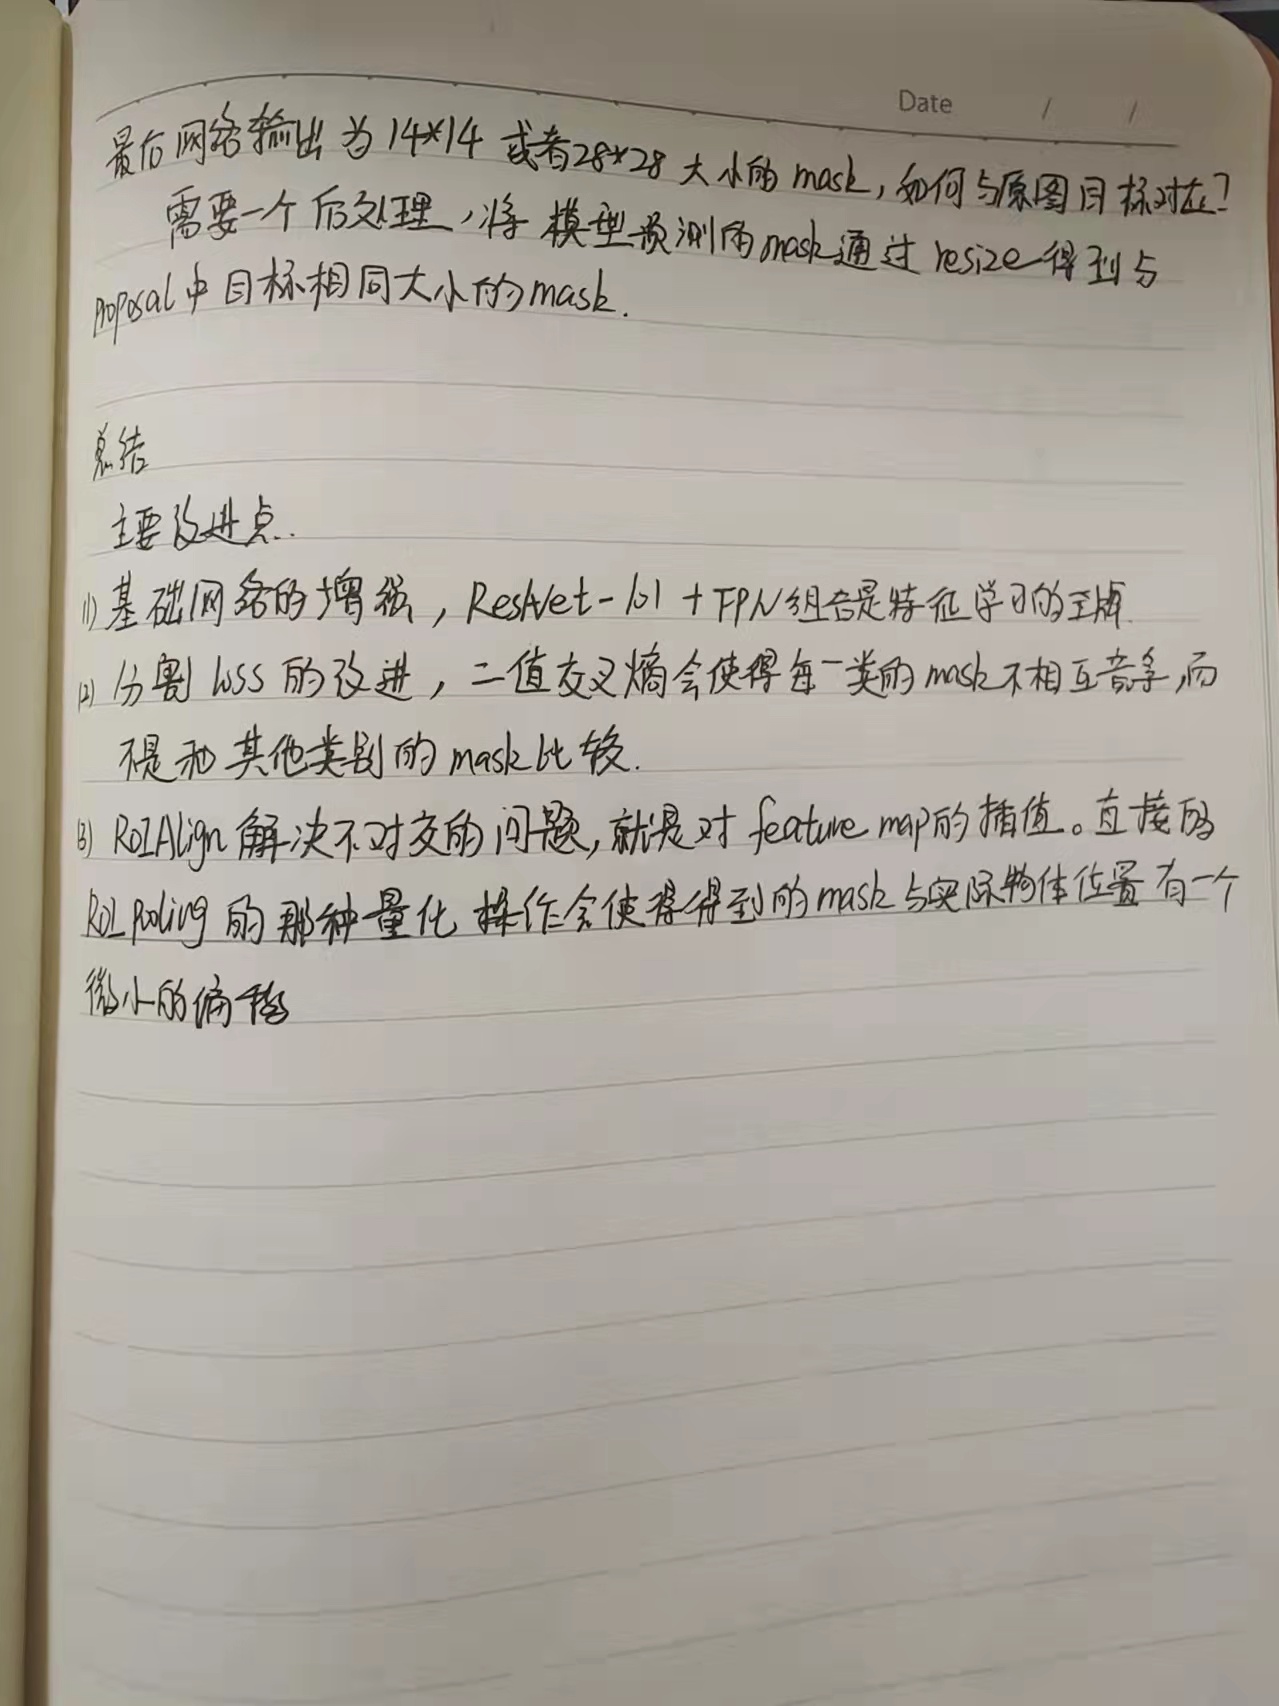 Date / /
最后网络输出为14*14 或者28*28 大小的mask,如何与原图目标对应?
需要一个后处理,将模型预测的mask通过resize得到与
proposal中目标相同大小的mask.
总结
主要改进点.
(1) 基础网络的增强,ResNet-101 + FPN组合是特征学习的王牌
(2) 分割loss的改进,二值交叉熵会使得每一类的mask不相互竞争,而
不是和其他类别的mask比较.
(3) ROIAlign解决不对齐的问题,就是对feature map的插值。直接的
ROIPooling的那种量化操作会使得得到的mask与实际物体位置有一个
微小的偏移